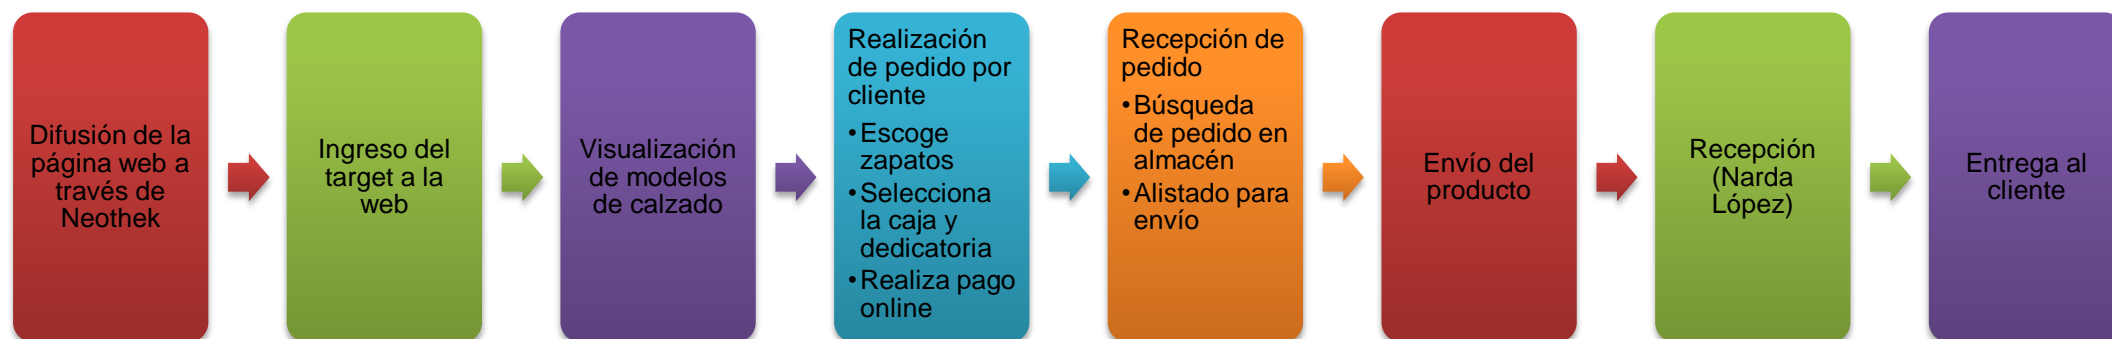 Difusión de la
página web a
través de
Neothek
Ingreso del
target a la
web
Visualización
de modelos
de calzado
Realización
de pedido por
cliente
•Escoge
zapatos
•Selecciona
la caja y
dedicatoria
•Realiza pago
online
Recepción de
pedido
•Búsqueda
de pedido en
almacén
•Alistado para
envío
Envío del
producto
Recepción
(Narda
López)
Entrega al
cliente